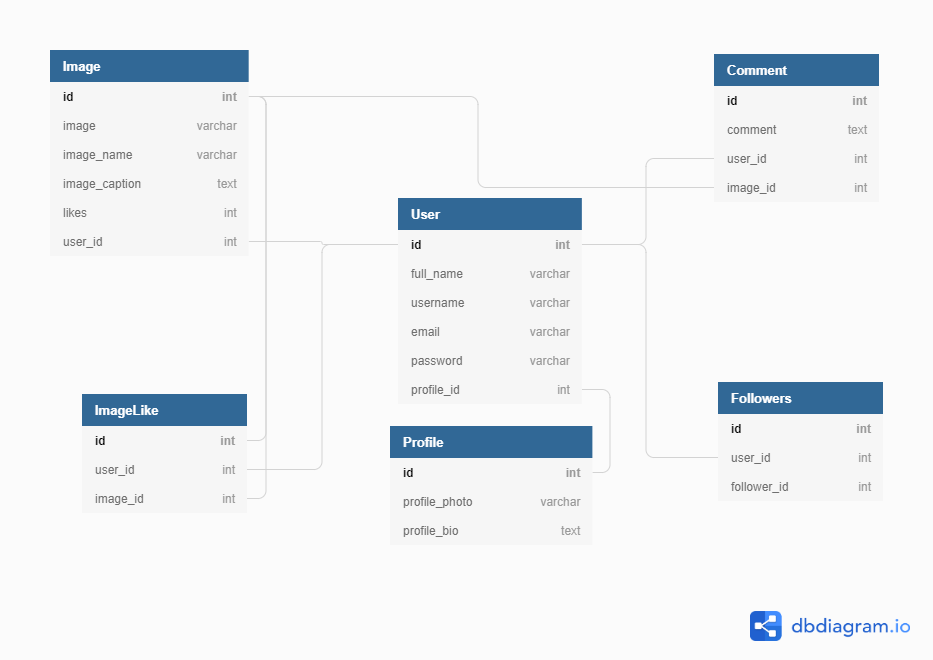 Image
id int
image varchar
image_name varchar
image_caption text
likes int
user_id int
Comment
id int
comment text
user_id int
image_id int
User
id int
full_name varchar
username varchar
email varchar
password varchar
profile_id int
ImageLike
id int
user_id int
image_id int
Profile
id int
profile_photo varchar
profile_bio text
Followers
id int
user_id int
follower_id int
dbdiagram.io